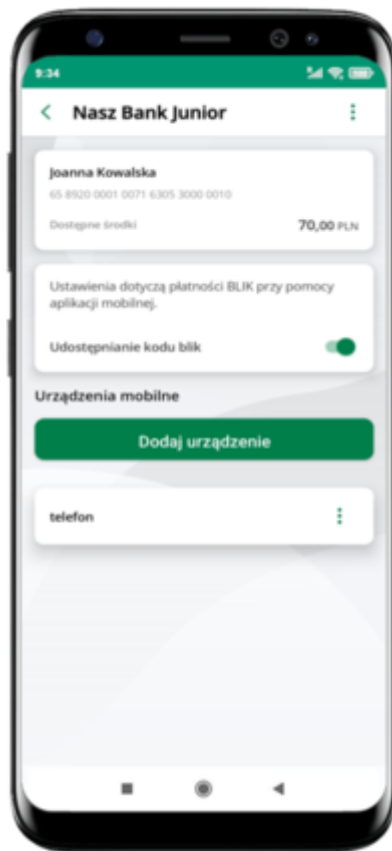 9:34
Nasz Bank Junior
Joanna Kowalska
65 8920 0001 0071 6305 3000 0010
Dostępne środki 70,00 PLN
Ustawienia dotyczą płatności BLIK przy pomocy
aplikacji mobilnej.
Udostępnianie kodu blik
Urządzenia mobilne
Dodaj urządzenie
telefon